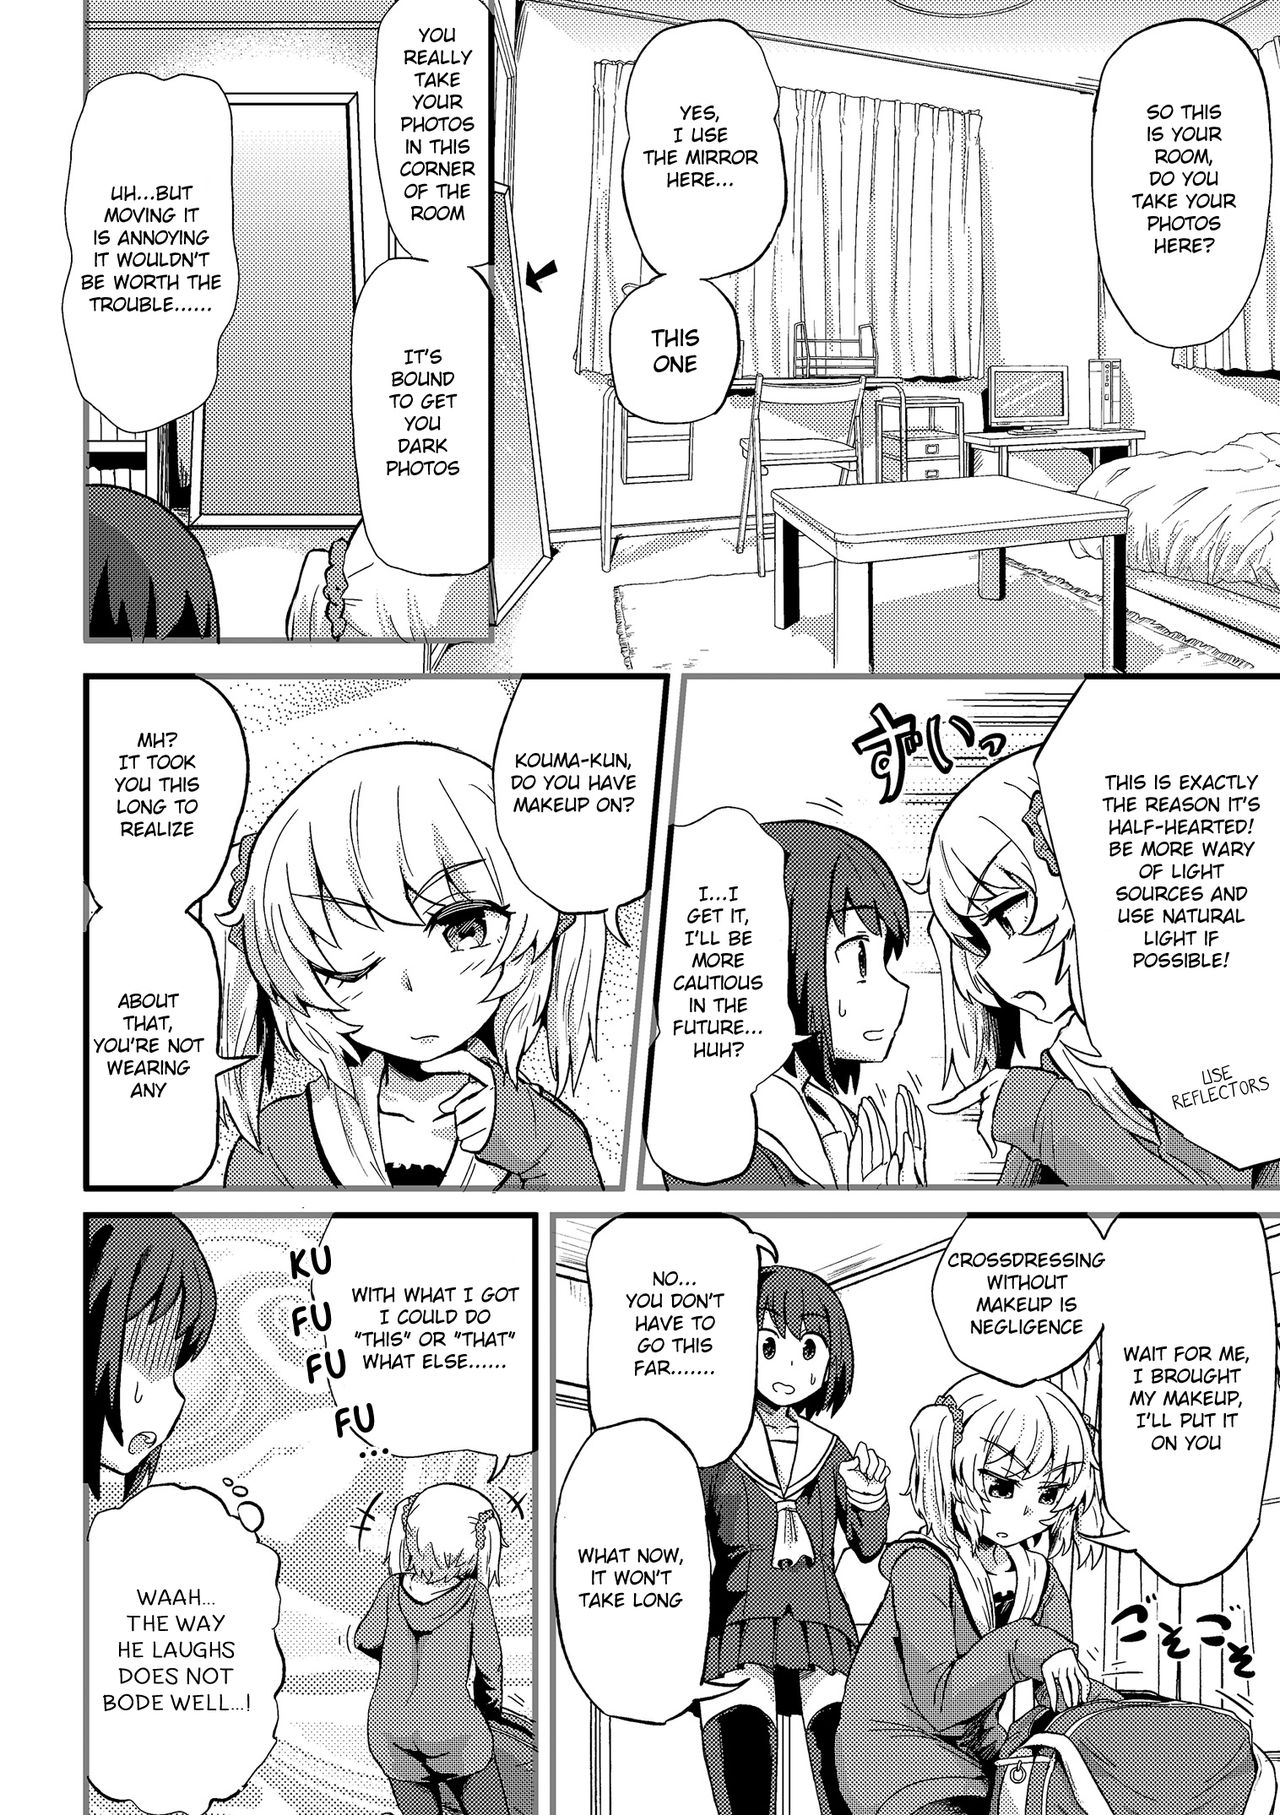 SO THIS
IS YOUR
ROOM,
DO YOU
TAKE YOUR
PHOTOS
HERE?
YES,
I USE
THE MIRROR
HERE...
THIS
ONE
YOU
REALLY
TAKE
YOUR
PHOTOS
IN THIS
CORNER
OF THE
ROOM
IT'S
BOUND
TO GET
YOU
DARK
PHOTOS
UH...BUT
MOVING IT
IS ANNOYING
IT WOULDN'T
BE WORTH THE
TROUBLE......
THIS IS EXACTLY
THE REASON IT'S
HALF-HEARTED!
BE MORE WARY
OF LIGHT
SOURCES AND
USE NATURAL
LIGHT IF
POSSIBLE!
USE
REFLECTORS
ずいっ
I...I
GET IT,
I'LL BE
MORE
CAUTIOUS
IN THE
FUTURE...
HUH?
KOUMA-KUN,
DO YOU HAVE
MAKEUP ON?
MH?
IT TOOK
YOU THIS
LONG TO
REALIZE
ABOUT
THAT,
YOU'RE NOT
WEARING
ANY
WAIT FOR ME,
I BROUGHT
MY MAKEUP,
I'LL PUT IT
ON YOU
CROSSDRESSING
WITHOUT
MAKEUP IS
NEGLIGENCE
ごそごそ
NO...
YOU DON'T
HAVE TO
GO THIS
FAR.......
WHAT NOW,
IT WON'T
TAKE LONG
WITH WHAT I GOT
I COULD DO
"THIS" OR "THAT"
WHAT ELSE......
KU
FU
FU
FU
...
WAAH...
THE WAY
HE LAUGHS
DOES NOT
BODE WELL...!